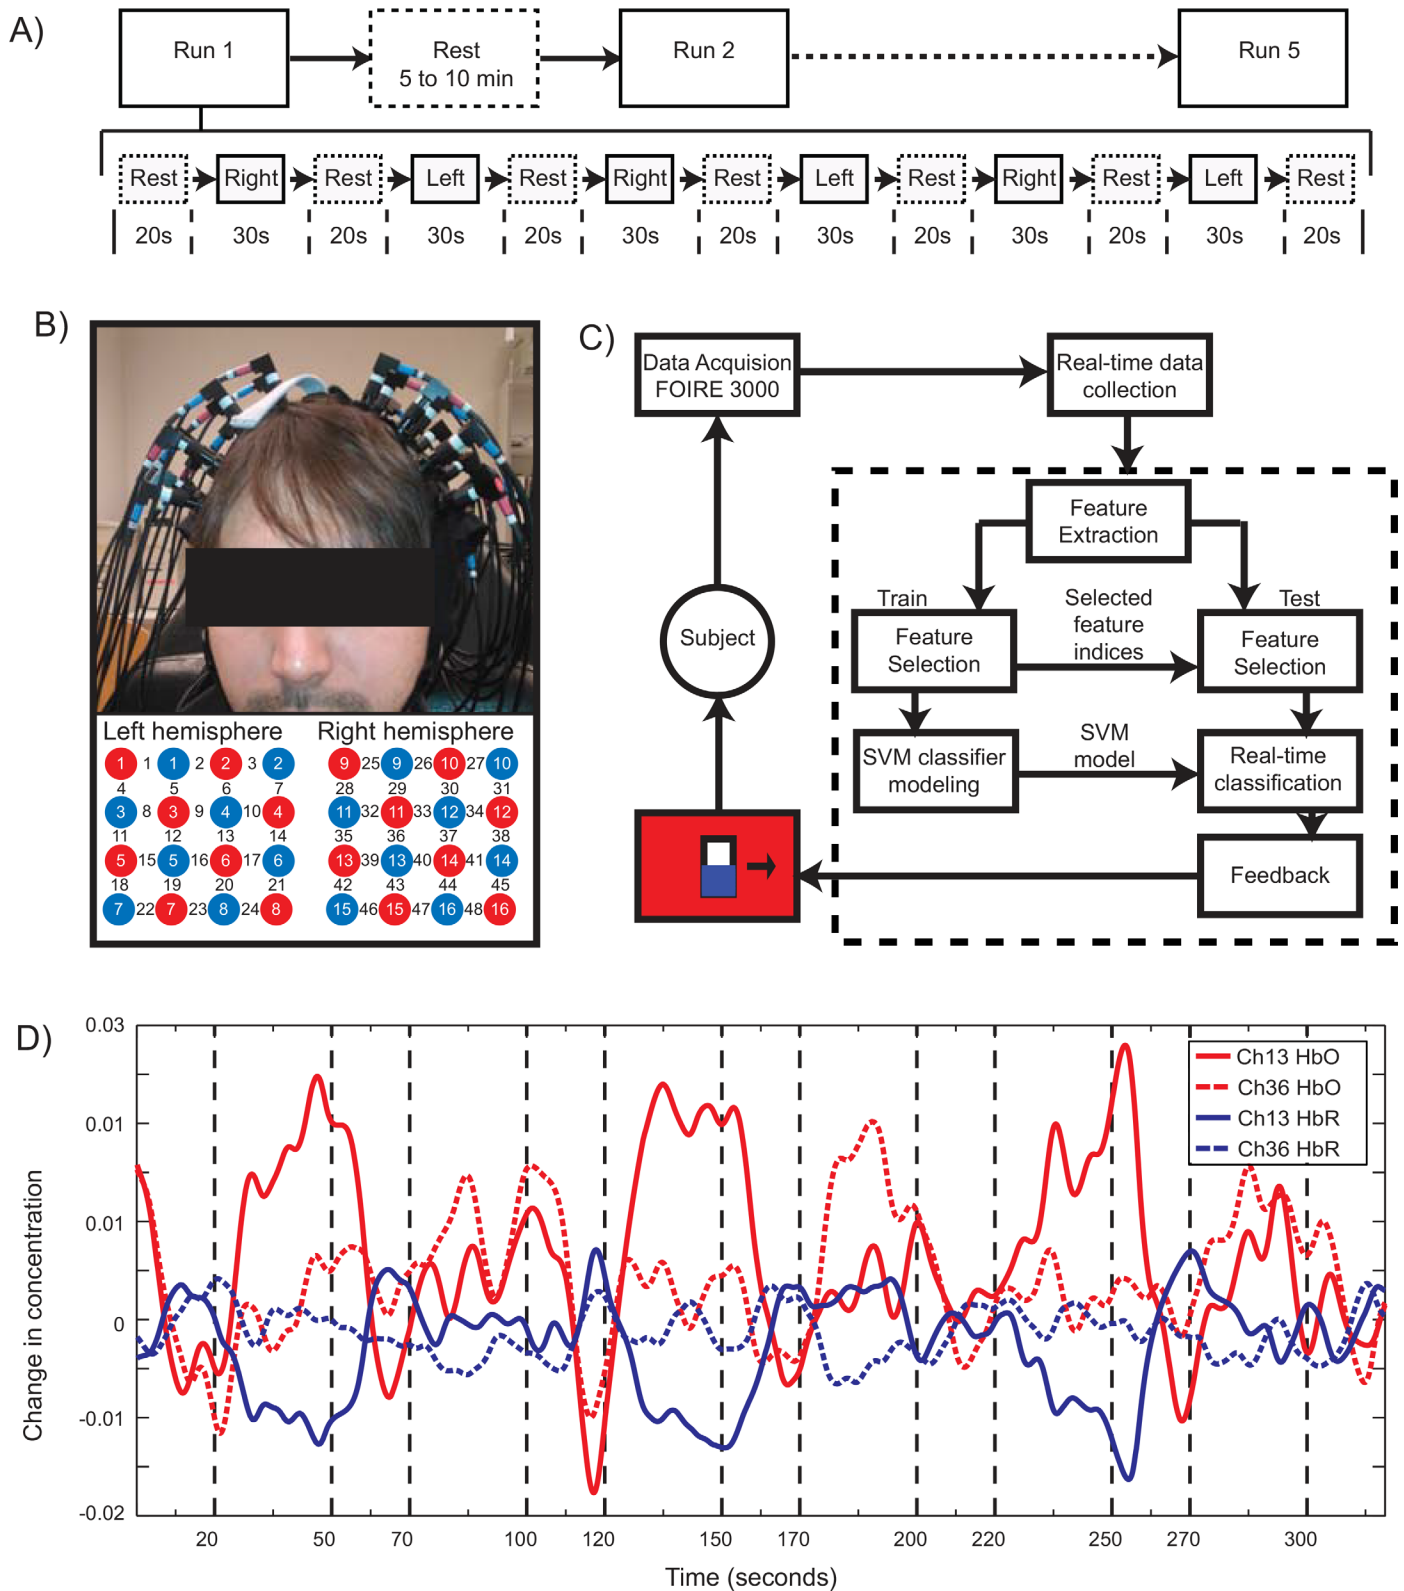 A)
Run 1
Rest
5 to 10 min
Run 2
Run 5
Rest Right Rest Left Rest Right Rest Left Rest Right Rest Left Rest
20s 30s 20s 30s 20s 30s 20s 30s 20s 30s 20s 30s 20s
B)
Left hemisphere Right hemisphere
1 1 1 2 2 3 2 9 25 9 26 10 27 10
4 5 6 7 28 29 30 31
3 8 3 9 4 10 4 11 32 11 33 12 34 12
11 12 13 14 35 36 37 38
5 15 5 16 6 17 6 13 39 13 40 14 41 14
18 19 20 21 42 43 44 45
7 22 7 23 8 24 8 15 46 15 47 16 48 16
C)
Data Acquision
FOIRE 3000
Real-time data
collection
Feature
Extraction
Train
Selected
feature
indices
Test
Subject
Feature
Selection
Feature
Selection
SVM classifier
modeling
SVM
model
Real-time
classification
Feedback
D)
Change in concentration
0.03
0.01
0.01
0
-0.01
-0.02
Ch13 HbO
Ch36 HbO
Ch13 HbR
Ch36 HbR
20 50 70 100 120 150 170 200 220 250 270 300
Time (seconds)